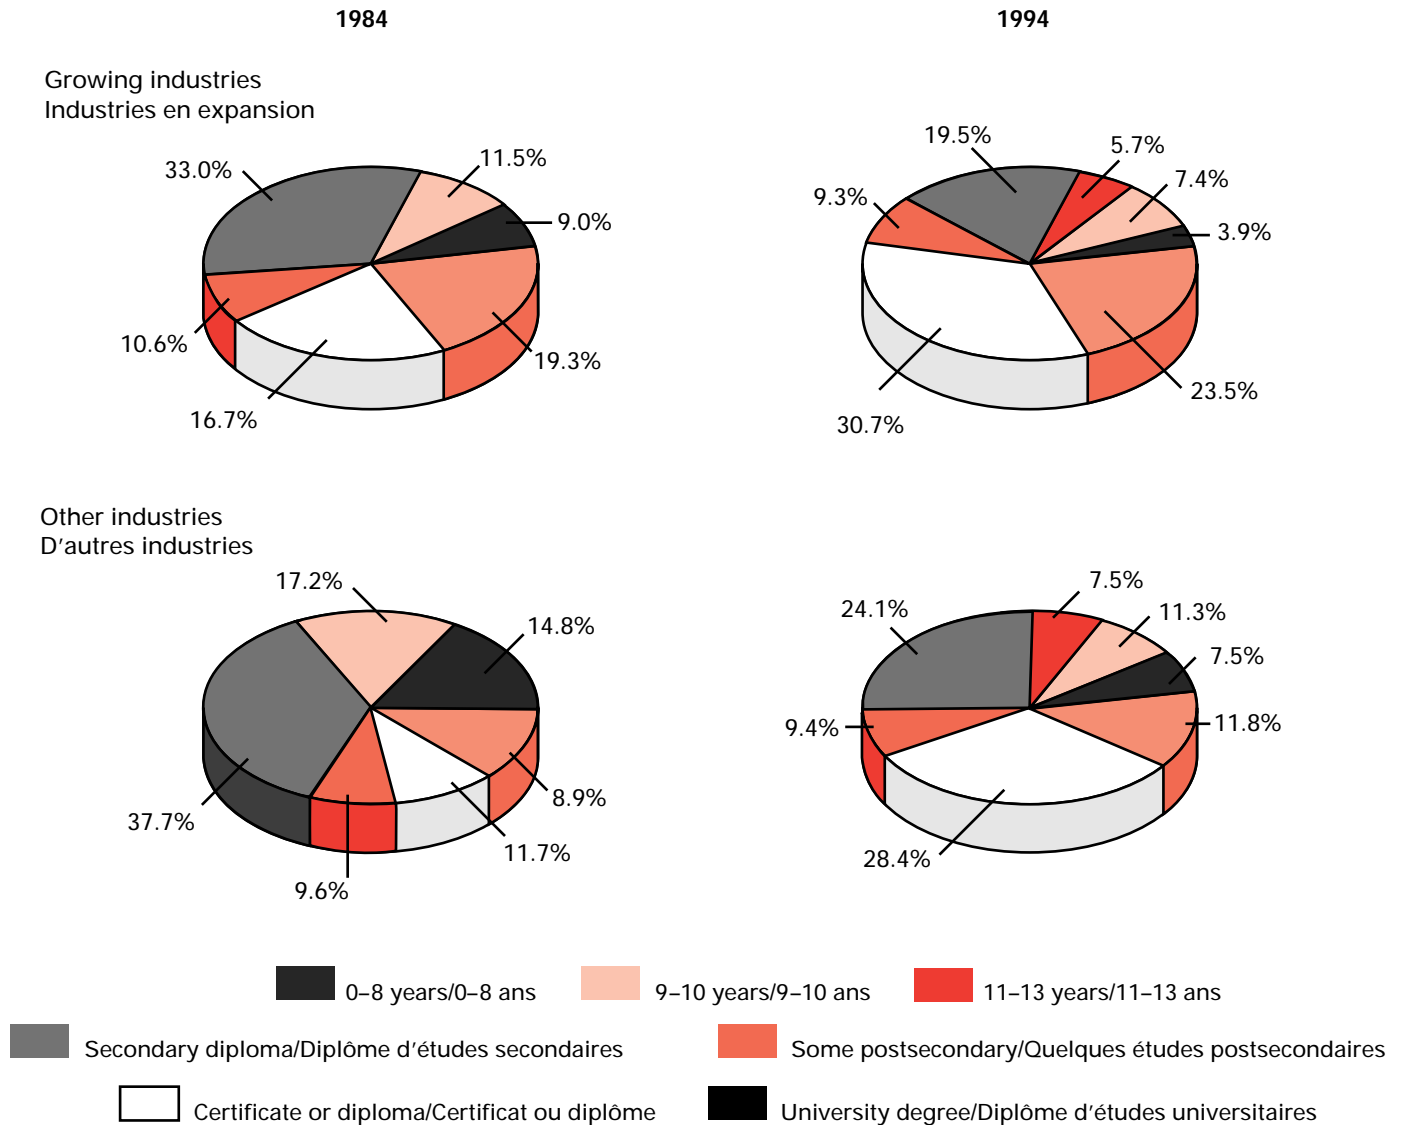 1984
1994
Growing industries
Industries en expansion
33.0%
11.5%
9.0%
19.3%
16.7%
10.6%
19.5%
5.7%
7.4%
3.9%
23.5%
30.7%
9.3%
Other industries
D'autres industries
17.2%
14.8%
8.9%
11.7%
9.6%
37.7%
7.5%
24.1%
11.3%
7.5%
11.8%
28.4%
9.4%
0–8 years/0–8 ans
9–10 years/9–10 ans
11–13 years/11–13 ans
Secondary diploma/Diplôme d'études secondaires
Some postsecondary/Quelques études postsecondaires
Certificate or diploma/Certificat ou diplôme
University degree/Diplôme d'études universitaires